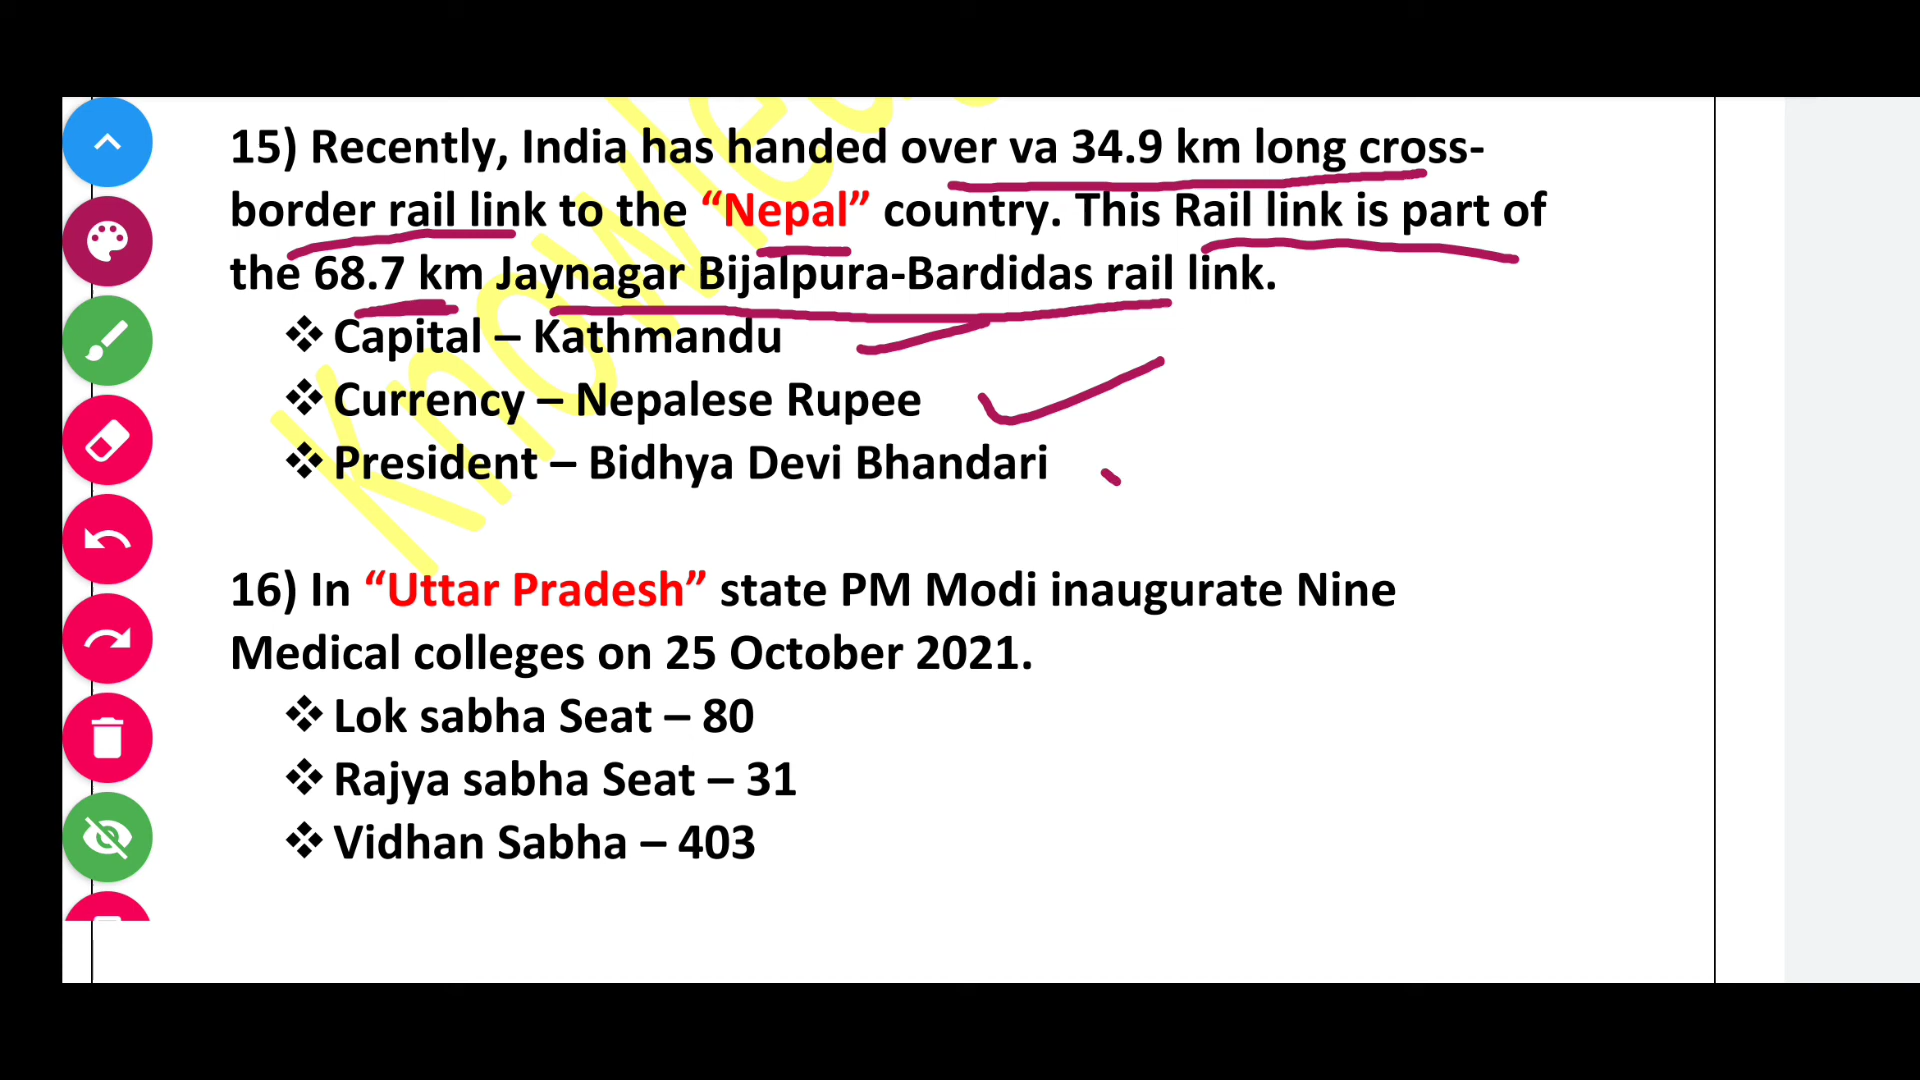 15) Recently, India has handed over va 34.9 km long cross-
border rail link to the “Nepal” country. This Rail link is part of
the 68.7 km Jaynagar Bijalpura-Bardidas rail link.
❖ Capital – Kathmandu
❖ Currency – Nepalese Rupee
❖ President – Bidhya Devi Bhandari
16) In “Uttar Pradesh” state PM Modi inaugurate Nine
Medical colleges on 25 October 2021.
❖ Lok sabha Seat – 80
❖ Rajya sabha Seat – 31
❖ Vidhan Sabha – 403